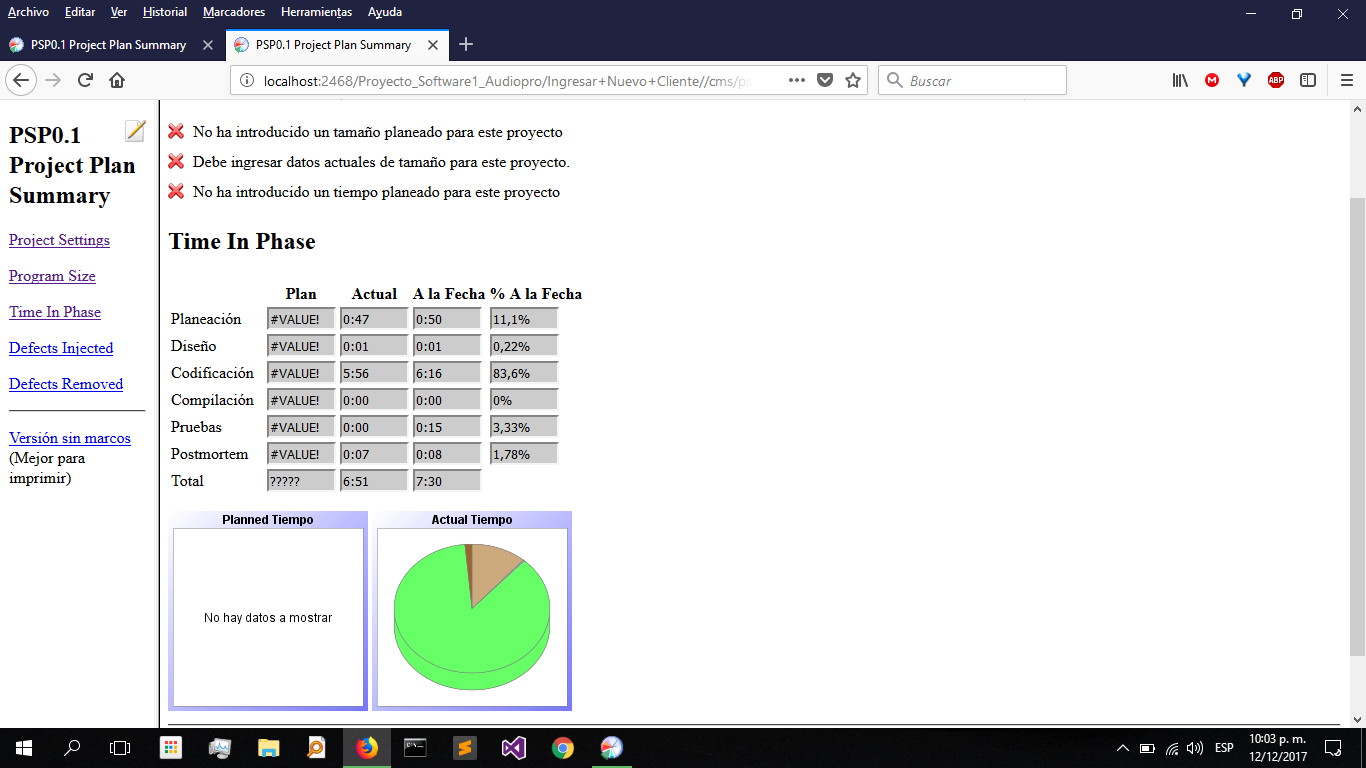 Archivo Editar Ver Historial Marcadores Herramientas Ayuda
PSP0.1 Project Plan Summary PSP0.1 Project Plan Summary
localhost:2468/Proyecto_Software1_Audiopro/Ingresar+Nuevo+Cliente//cms/ps
Buscar
ABP
PSP0.1
Project Plan
Summary
Project Settings
Program Size
Time In Phase
Defects Injected
Defects Removed
Versión sin marcos
(Mejor para
imprimir)
No ha introducido un tamaño planeado para este proyecto
Debe ingresar datos actuales de tamaño para este proyecto.
No ha introducido un tiempo planeado para este proyecto
Time In Phase
Plan Actual A la Fecha % A la Fecha
Planeación #VALUE! 0:47 0:50 11,1%
Diseño #VALUE! 0:01 0:01 0,22%
Codificación #VALUE! 5:56 6:16 83,6%
Compilación #VALUE! 0:00 0:00 0%
Pruebas #VALUE! 0:00 0:15 3,33%
Postmortem #VALUE! 0:07 0:08 1,78%
Total ????? 6:51 7:30
Planned Tiempo
No hay datos a mostrar
Actual Tiempo
ESP
10:03 p. m.
12/12/2017